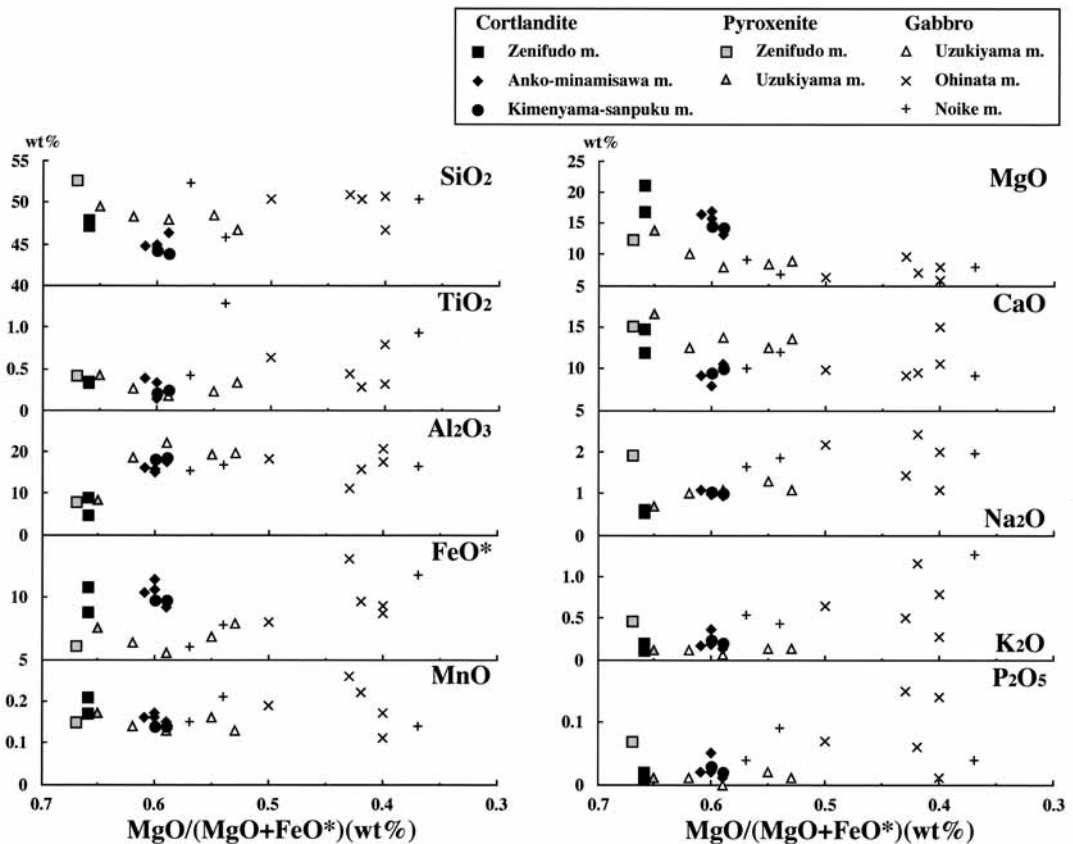 Cortlandite Pyroxenite Gabbro
Zenifudo m. Zenifudo m. Uzukiyama m.
Anko-minamisawa m. Uzukiyama m. Ohinata m.
Kimenyama-sanpuku m. Noike m.
wt%
55
50
45
40
SiO₂
1.0
0.5
0
TiO₂
20
10
0
Al₂O₃
10
5
FeO*
0.2
0.1
0
MnO
0.7 0.6 0.5 0.4 0.3
MgO/(MgO+FeO*)(wt%)
wt%
25
20
15
10
5
MgO
15
10
5
CaO
2
1
0
Na₂O
1.0
0.5
0
K₂O
0.1
0
P₂O₅
0.7 0.6 0.5 0.4 0.3
MgO/(MgO+FeO*)(wt%)